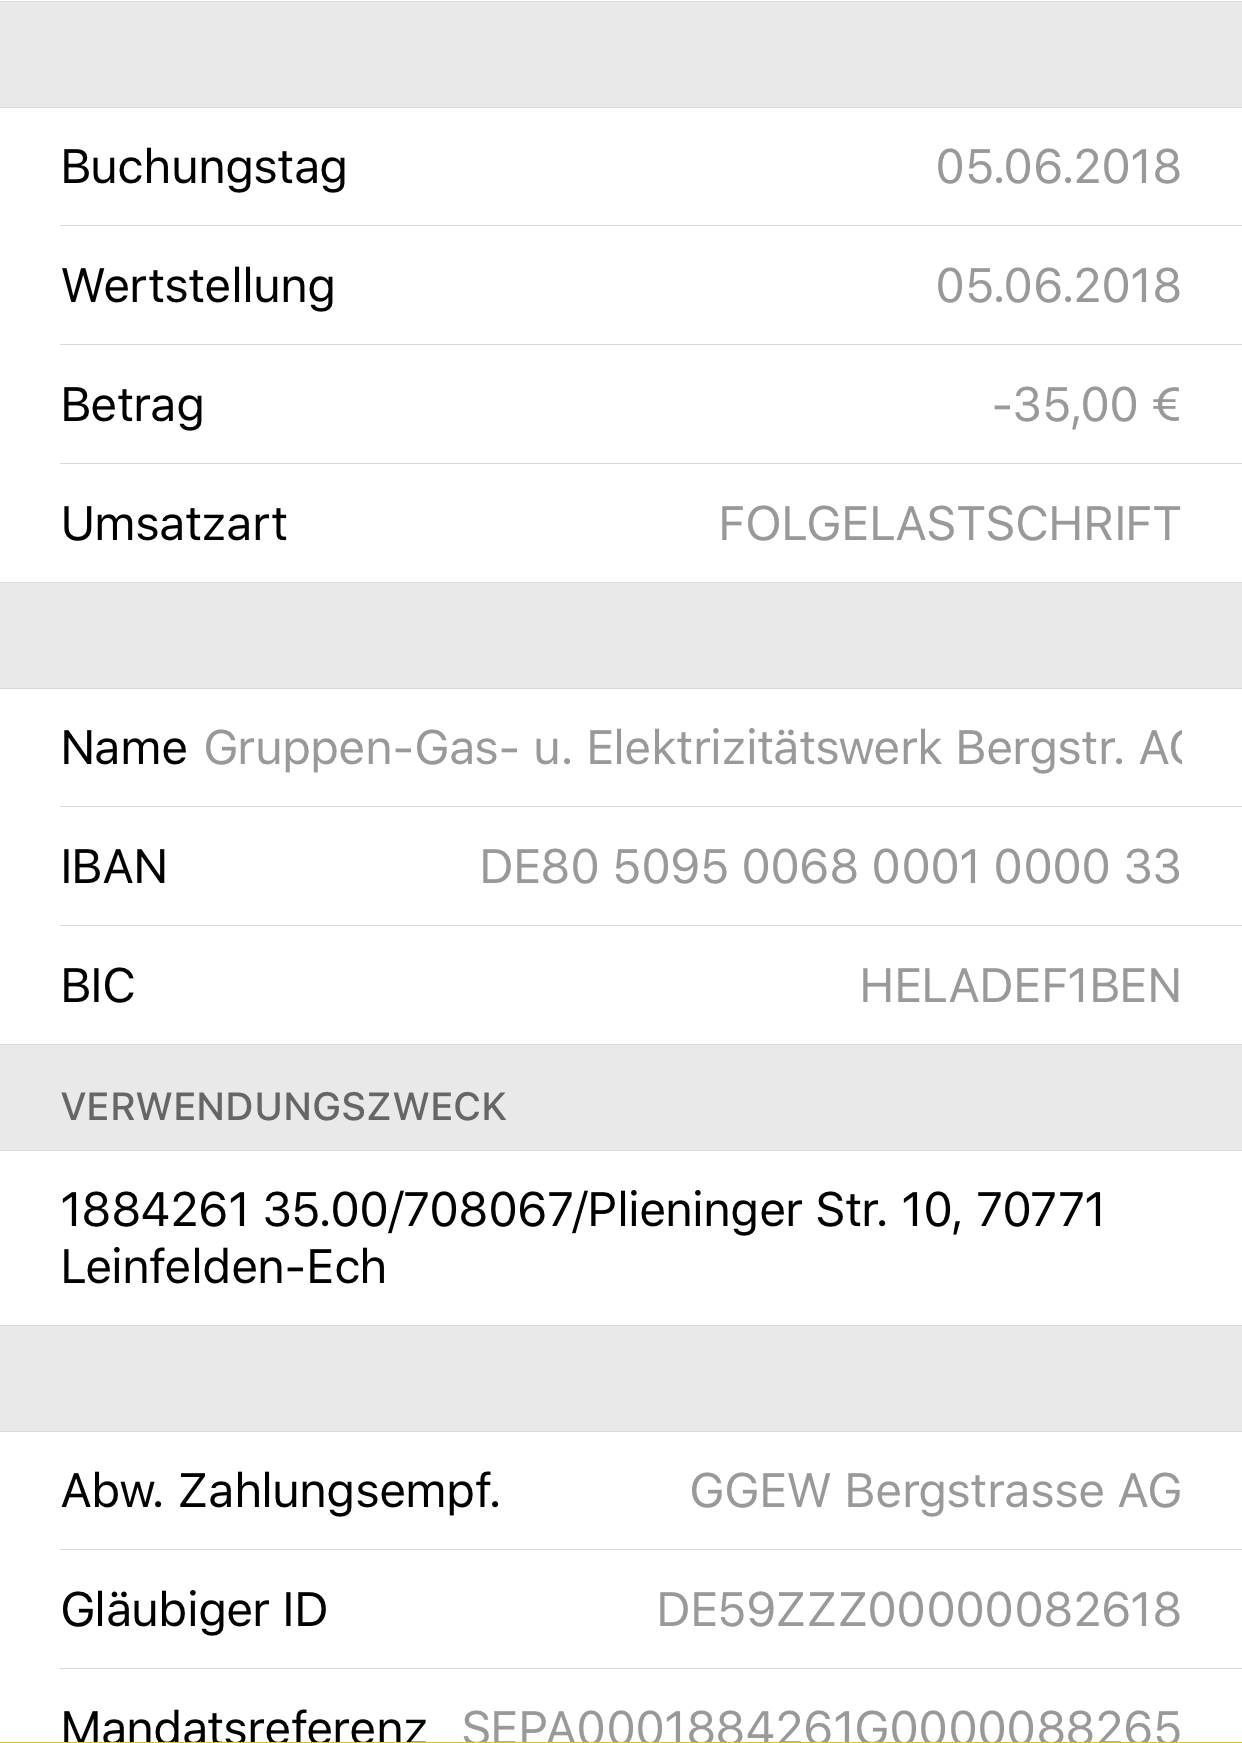 Buchungstag 05.06.2018
Wertstellung 05.06.2018
Betrag -35,00 €
Umsatzart FOLGELASTSCHRIFT
Name Gruppen-Gas- u. Elektrizitätswerk Bergstr. AG
IBAN DE80 5095 0068 0001 0000 33
BIC HELADEF1BEN
VERWENDUNGSZWECK
1884261 35.00/708067/Plieninger Str. 10, 70771
Leinfelden-Ech
Abw. Zahlungsempf. GGEW Bergstrasse AG
Gläubiger ID DE59ZZZ00000082618
Mandatsreferenz SEPA0001884261G0000088265